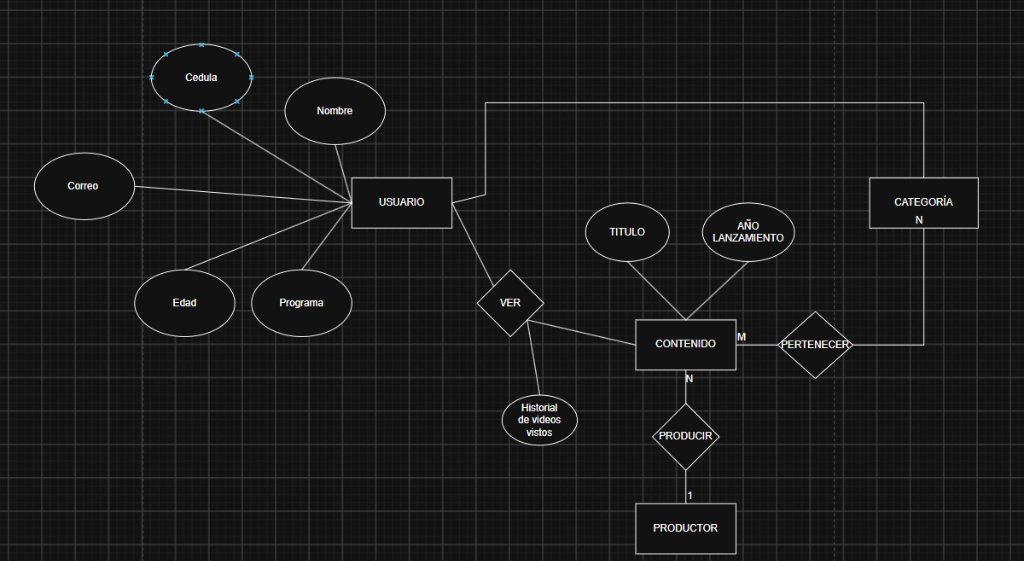 Cedula
Nombre
Correo
USUARIO
CATEGORÍA
N
TITULO
AÑO
LANZAMIENTO
Edad
Programa
VER
CONTENIDO
M
PERTENECER
N
Historial
de videos
vistos
PRODUCIR
1
PRODUCTOR